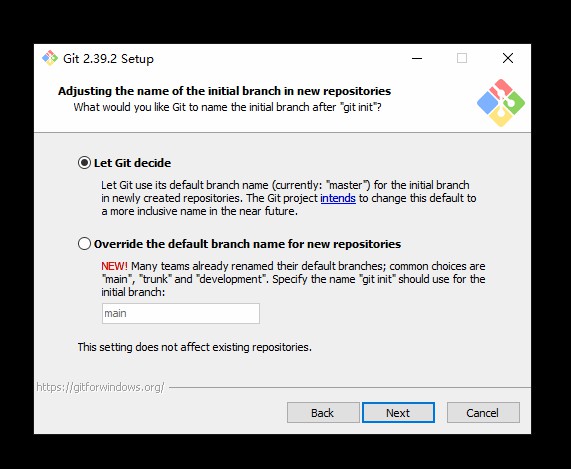 Git 2.39.2 Setup
Adjusting the name of the initial branch in new repositories
What would you like Git to name the initial branch after "git init"?
Let Git decide
Let Git use its default branch name (currently: "master") for the initial branch
in newly created repositories. The Git project intends to change this default to
a more inclusive name in the near future.
Override the default branch name for new repositories
NEW! Many teams already renamed their default branches; common choices are
"main", "trunk" and "development". Specify the name "git init" should use for the
initial branch:
main
This setting does not affect existing repositories.
https://gitforwindows.org/
Back Next Cancel